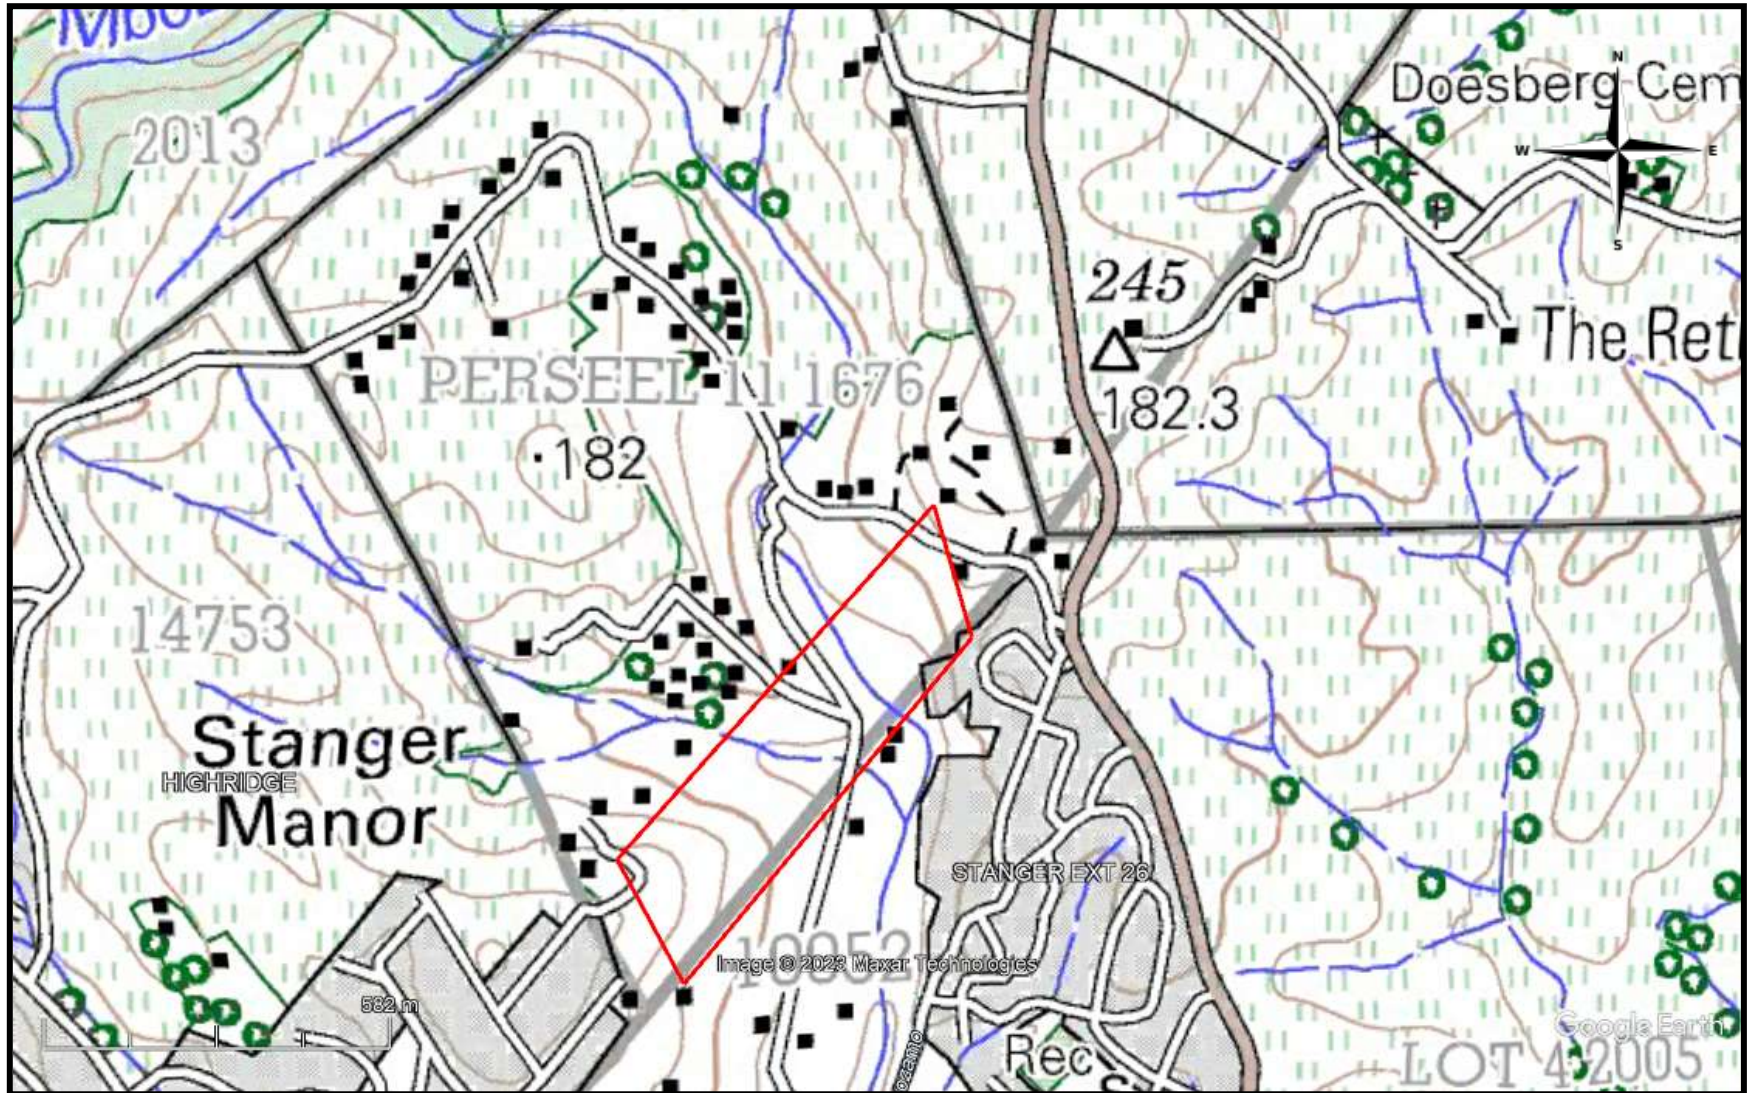 Doesberg Cem
N
W
E
S
2013
245
The Ret
PERSEEL 11 1676
182.3
182
14753
Stanger
HIGHRIDGE
Manor
STANGER EXT 26
10052
Image © 2023 Maxar Technologies
582 m
Google Earth
Rec
LOT 4 2005